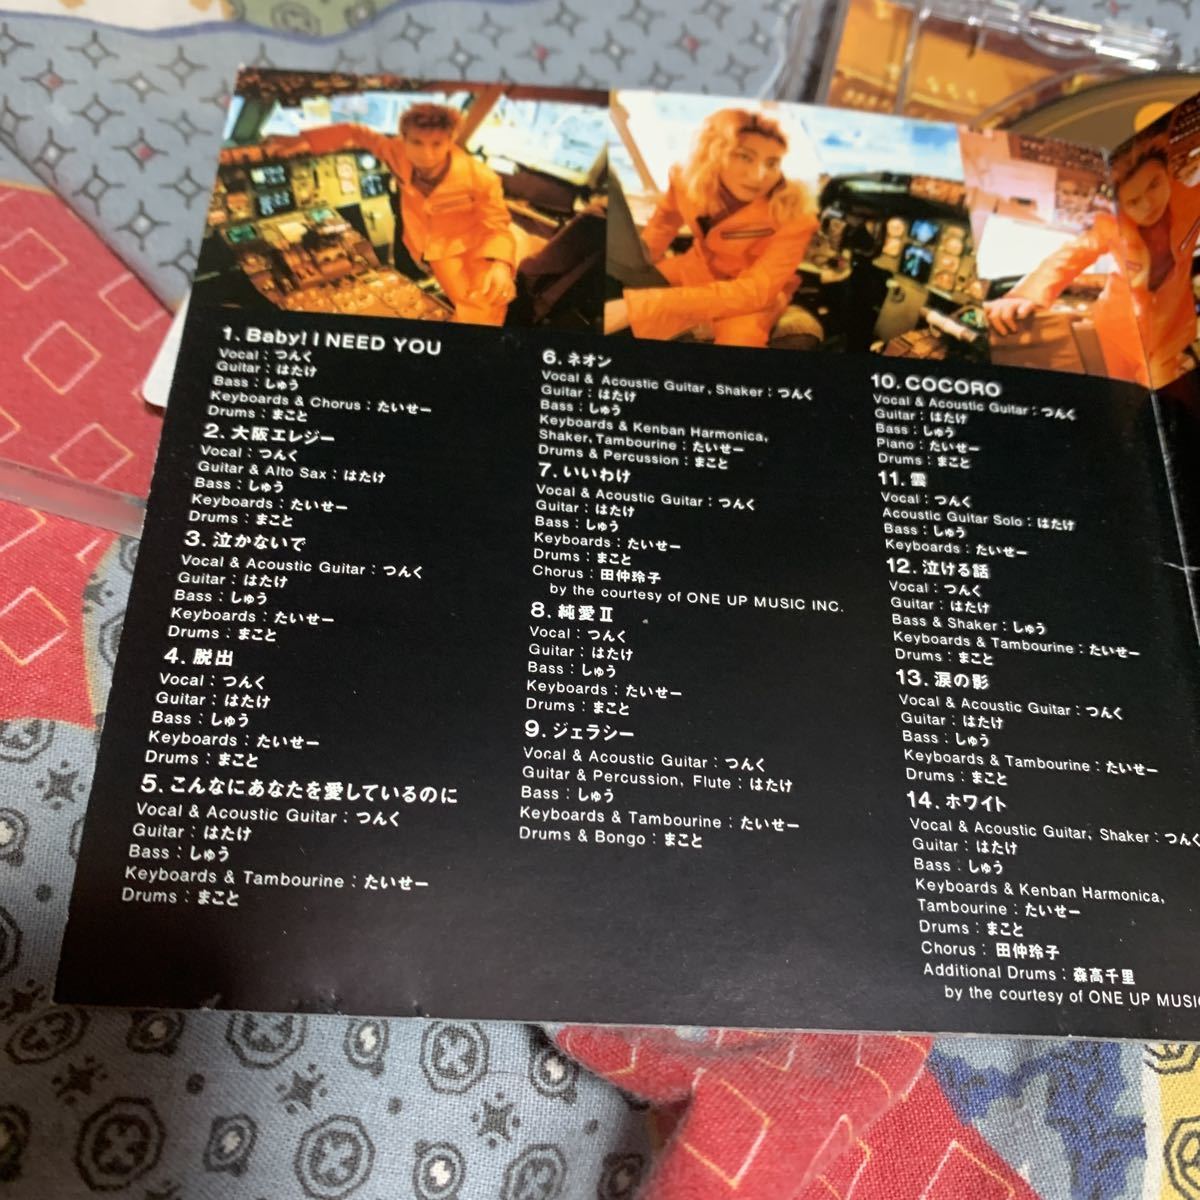 1. Baby! I NEED YOU
Vocal : つんく
Guitar : はたけ
Bass : しゅう
Keyboards & Chorus : たいせー
Drums : まこと
2. 大阪エレジー
Vocal : つんく
Guitar & Alto Sax : はたけ
Bass : しゅう
Keyboards : たいせー
Drums : まこと
3. 泣かないで
Vocal & Acoustic Guitar : つんく
Guitar : はたけ
Bass : しゅう
Keyboards : たいせー
Drums : まこと
4. 脱出
Vocal : つんく
Guitar : はたけ
Bass : しゅう
Keyboards : たいせー
Drums : まこと
5. こんなにあなたを愛しているのに
Vocal & Acoustic Guitar : つんく
Guitar : はたけ
Bass : しゅう
Keyboards & Tambourine : たいせー
Drums : まこと
6. ネオン
Vocal & Acoustic Guitar, Shaker : つんく
Guitar : はたけ
Bass : しゅう
Keyboards & Kenban Harmonica,
Shaker, Tambourine : たいせー
Drums & Percussion : まこと
7. いいわけ
Vocal & Acoustic Guitar : つんく
Guitar : はたけ
Bass : しゅう
Keyboards : たいせー
Drums : まこと
Chorus : 田仲玲子
by the courtesy of ONE UP MUSIC INC.
8. 純愛Ⅱ
Vocal : つんく
Guitar : はたけ
Bass : しゅう
Keyboards : たいせー
Drums : まこと
9. ジェラシー
Vocal & Acoustic Guitar : つんく
Guitar & Percussion, Flute : はたけ
Bass : しゅう
Keyboards & Tambourine : たいせー
Drums & Bongo : まこと
10. COCORO
Vocal & Acoustic Guitar : つんく
Guitar : はたけ
Bass : しゅう
Piano : たいせー
Drums : まこと
11. 雲
Vocal : つんく
Acoustic Guitar Solo : はたけ
Bass : しゅう
Keyboards : たいせー
12. 泣ける話
Vocal : つんく
Guitar : はたけ
Bass & Shaker : しゅう
Keyboards & Tambourine : たいせー
Drums : まこと
13. 涙の影
Vocal & Acoustic Guitar : つんく
Guitar : はたけ
Bass : しゅう
Keyboards & Tambourine : たいせー
Drums : まこと
14. ホワイト
Vocal & Acoustic Guitar, Shaker : つんく
Guitar : はたけ
Bass : しゅう
Keyboards & Kenban Harmonica,
Tambourine : たいせー
Drums : まこと
Chorus : 田仲玲子
Additional Drums : 森高千里
by the courtesy of ONE UP MUSIC